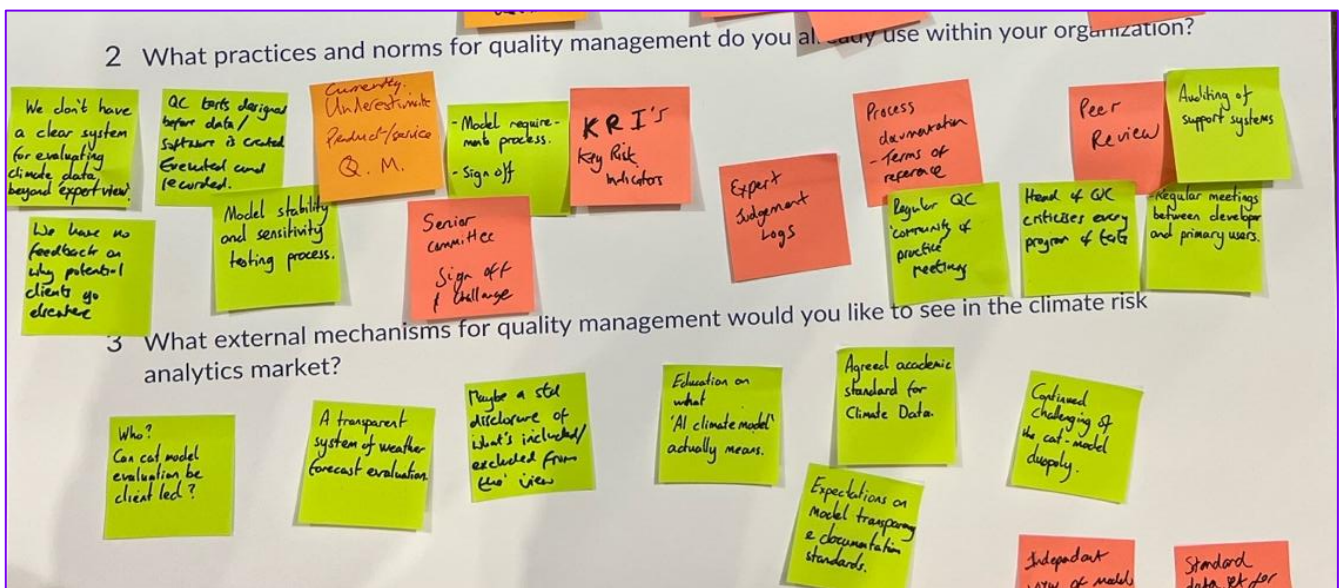 2 What practices and norms for quality management do you already use within your organization?
We don't have
a clear system
for evaluating
climate data,
beyond expert view?
QC tests designed
before data/
software is created
Executed and
recorded.
Currently.
Underestimate
Product/service
Q. M.
- Model require-
ments process.
- Sign off
KRI's
Key Risk
Indicators
Process
documentation
- Terms of
reference
Peer
Review
Auditing of
support systems
We have no
feedback on
why potential
clients go
elsewhere
Model stability
and sensitivity
testing process.
Senior
committee
Sign off
& challenge
Expert
Judgement
Logs
Regular QC
community of
practice
meetings
Head of QC
criticises every
program of tests
Regular meetings
between developer
and primary users.
3 What external mechanisms for quality management would you like to see in the climate risk
analytics market?
Who?
Can cat model
evaluation be
client led?
A transparent
system of weather
forecast evaluation
Maybe a std
disclosure of
what's included/
excluded from
the 'view
Education on
what
'AI climate model'
actually means.
Agreed academic
standard for
Climate Data.
Continued
challenging of
the cat-model
duopoly.
Expectations on
Model transparency
& documentation
standards.
Independant
view of model
Standard
data set for